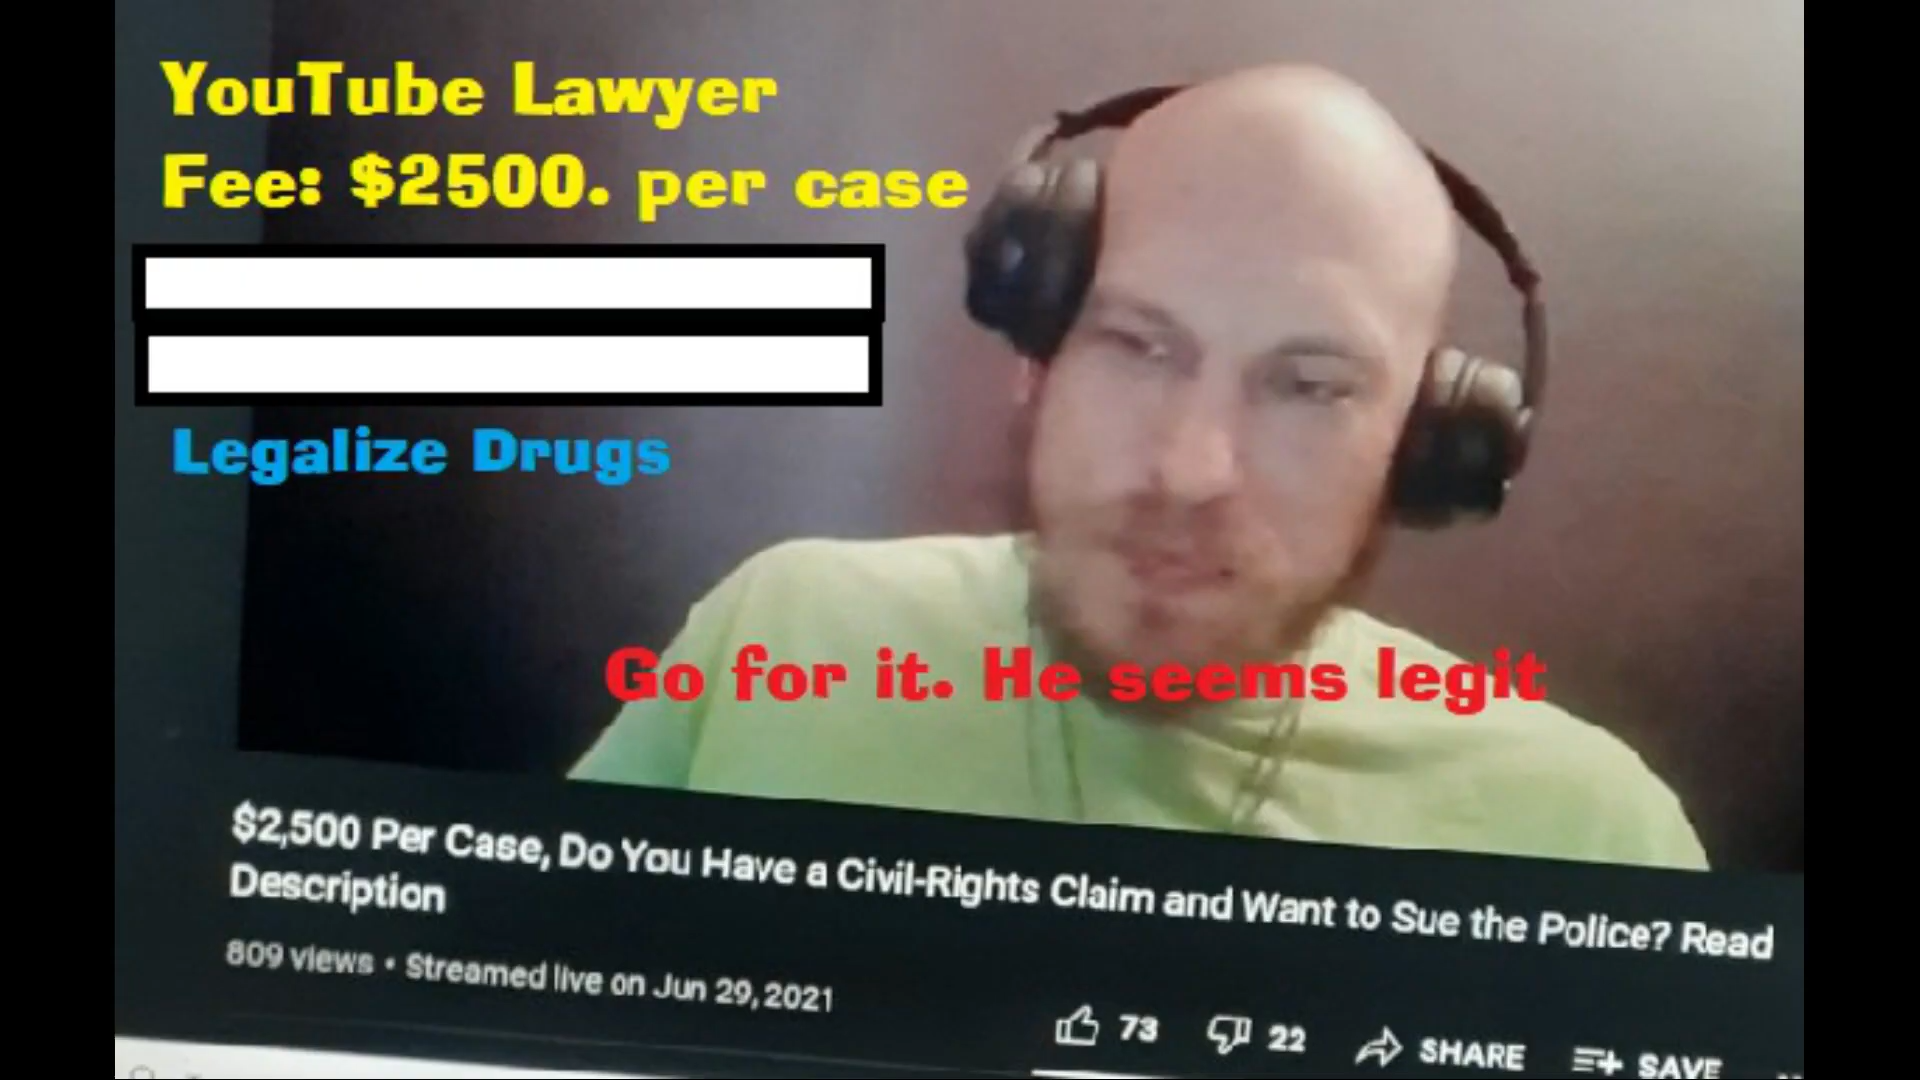 YouTube Lawyer
Fee: $2500. per case
Legalize Drugs
Go for it. He seems legit
$2,500 Per Case, Do You Have a Civil-Rights Claim and Want to Sue the Police? Read
Description
809 views • Streamed live on Jun 29, 2021
73 22 SHARE SAVE